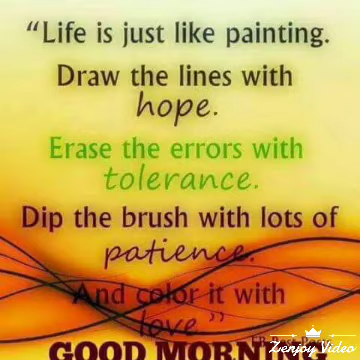 “Life is just like painting.
Draw the lines with
hope.
Erase the errors with
tolerance.
Dip the brush with lots of
patience.
And color it with
love.”
GOOD MORN
Zenjoy Video